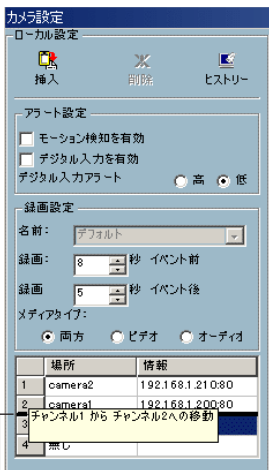 カメラ設定
ローカル設定
挿入 削除 ヒストリー
アラート設定
モーション検知を有効
デジタル入力を有効
デジタル入力アラート 高 低
録画設定
名前: デフォルト
録画: 8 秒 イベント前
録画 5 秒 イベント後
メディアタイプ:
両方 ビデオ オーディオ
場所 情報
1 camera2 192.168.1.210:80
2 camera1 192.168.1.200:80
チャンネル1 から チャンネル2への移動
3
4 無し